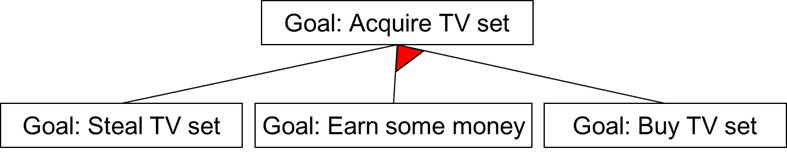 Goal: Acquire TV set
Goal: Steal TV set
Goal: Earn some money
Goal: Buy TV set